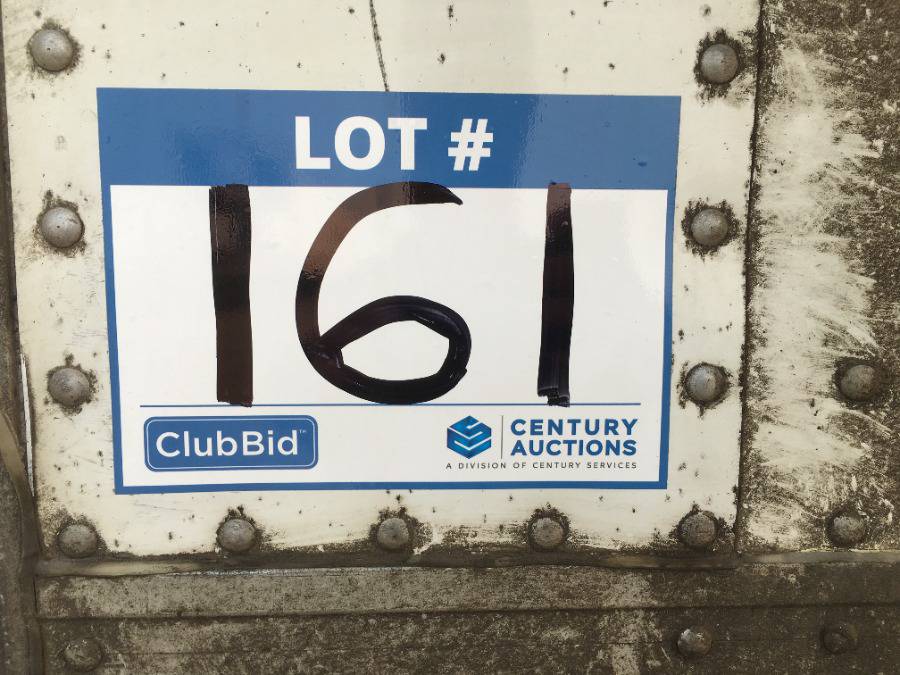 LOT #
161
ClubBid™
CENTURY
AUCTIONS
A DIVISION OF CENTURY SERVICES